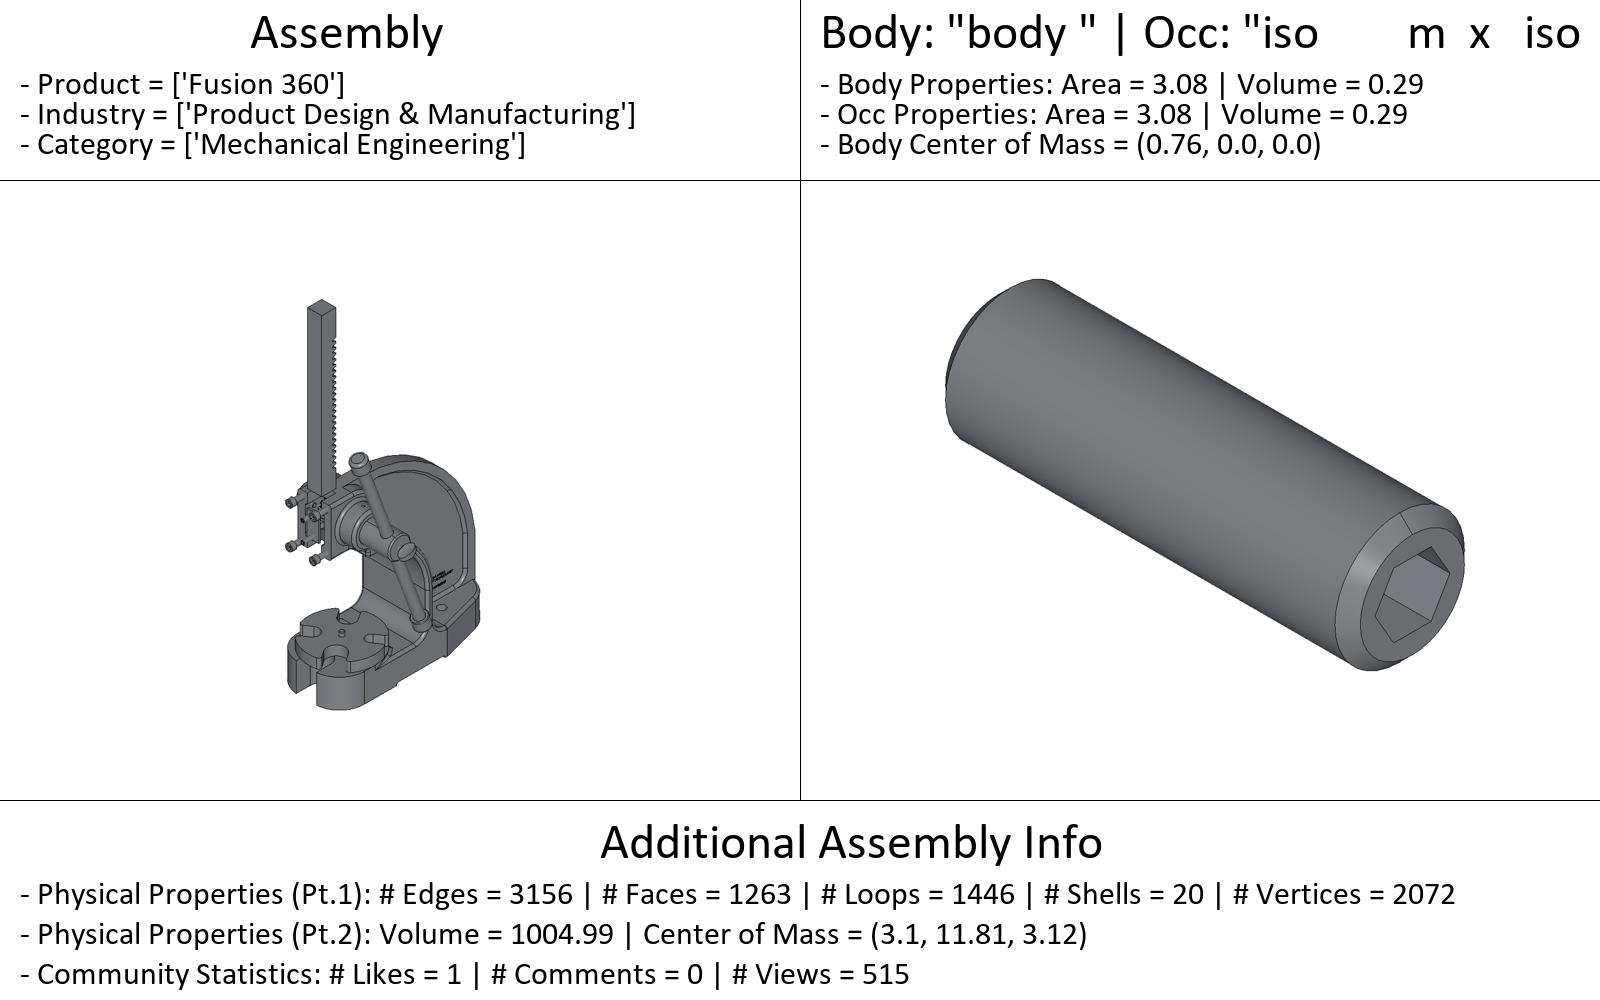 Assembly
- Product = ['Fusion 360']
- Industry = ['Product Design & Manufacturing']
- Category = ['Mechanical Engineering']
Body: "body " | Occ: "iso m x iso
- Body Properties: Area = 3.08 | Volume = 0.29
- Occ Properties: Area = 3.08 | Volume = 0.29
- Body Center of Mass = (0.76, 0.0, 0.0)
Additional Assembly Info
- Physical Properties (Pt.1): # Edges = 3156 | # Faces = 1263 | # Loops = 1446 | # Shells = 20 | # Vertices = 2072
- Physical Properties (Pt.2): Volume = 1004.99 | Center of Mass = (3.1, 11.81, 3.12)
- Community Statistics: # Likes = 1 | # Comments = 0 | # Views = 515